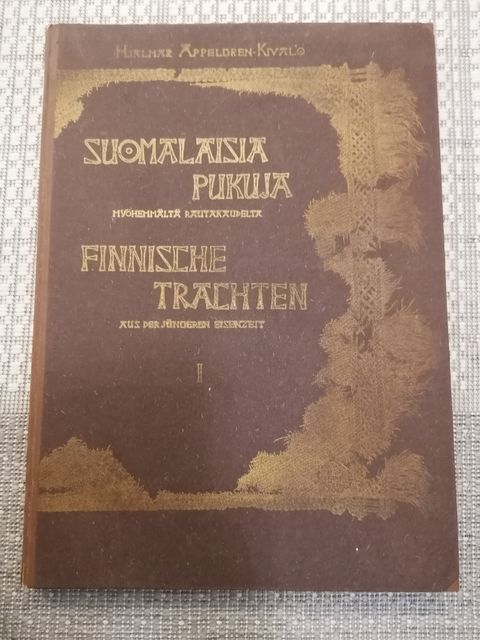 HJALMAR APPELGREN-KIVALO
SUOMALAISIA
PUKUJA
MYÖHEMMÄLTÄ RAUTAKAUDELTA
FINNISCHE
TRACHTEN
AUS DER JÜNGEREN EISENZEIT
I